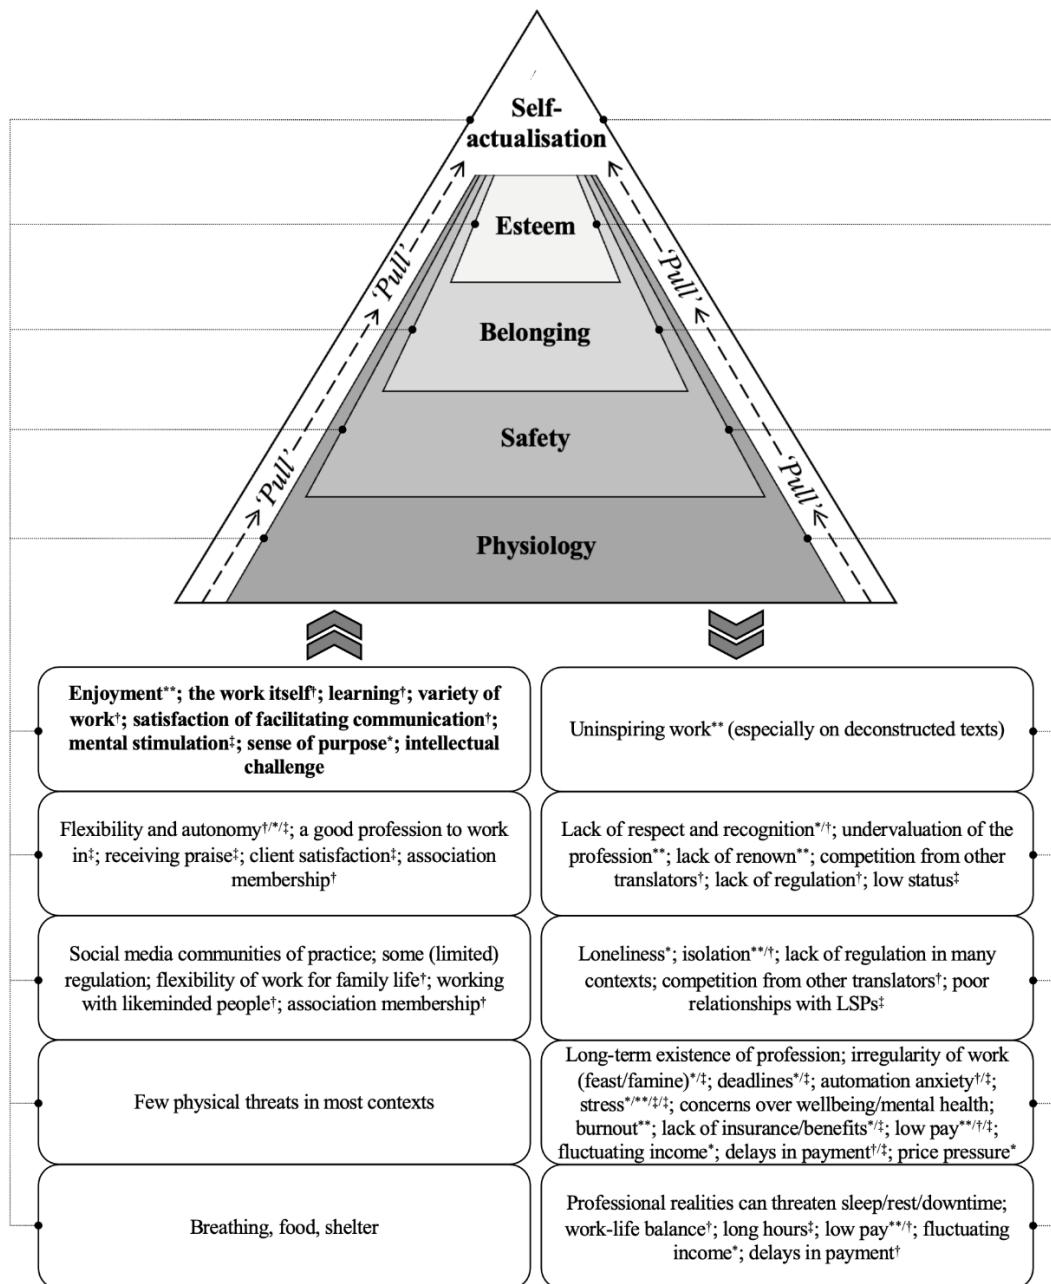 Self-
actualisation
Esteem
'Pull'
'Pull'
Belonging
Safety
'Pull'
'Pull'
Physiology
Enjoyment**; the work itself†; learning†; variety of
work†; satisfaction of facilitating communication†;
mental stimulation‡; sense of purpose*; intellectual
challenge
Uninspiring work** (especially on deconstructed texts)
Flexibility and autonomy†/*/‡; a good profession to work
in‡; receiving praise‡; client satisfaction‡; association
membership†
Lack of respect and recognition*/†; undervaluation of the
profession**; lack of renown**; competition from other
translators†; lack of regulation†; low status‡
Social media communities of practice; some (limited)
regulation; flexibility of work for family life†; working
with likeminded people†; association membership†
Loneliness*; isolation**/†; lack of regulation in many
contexts; competition from other translators†; poor
relationships with LSPs‡
Few physical threats in most contexts
Long-term existence of profession; irregularity of work
(feast/famine)*/‡; deadlines*/‡; automation anxiety†/‡;
stress*/**/‡/‡; concerns over wellbeing/mental health;
burnout**; lack of insurance/benefits*/‡; low pay**/†/‡;
fluctuating income*; delays in payment†/‡; price pressure*
Breathing, food, shelter
Professional realities can threaten sleep/rest/downtime;
work-life balance†; long hours‡; low pay**/†; fluctuating
income*; delays in payment†